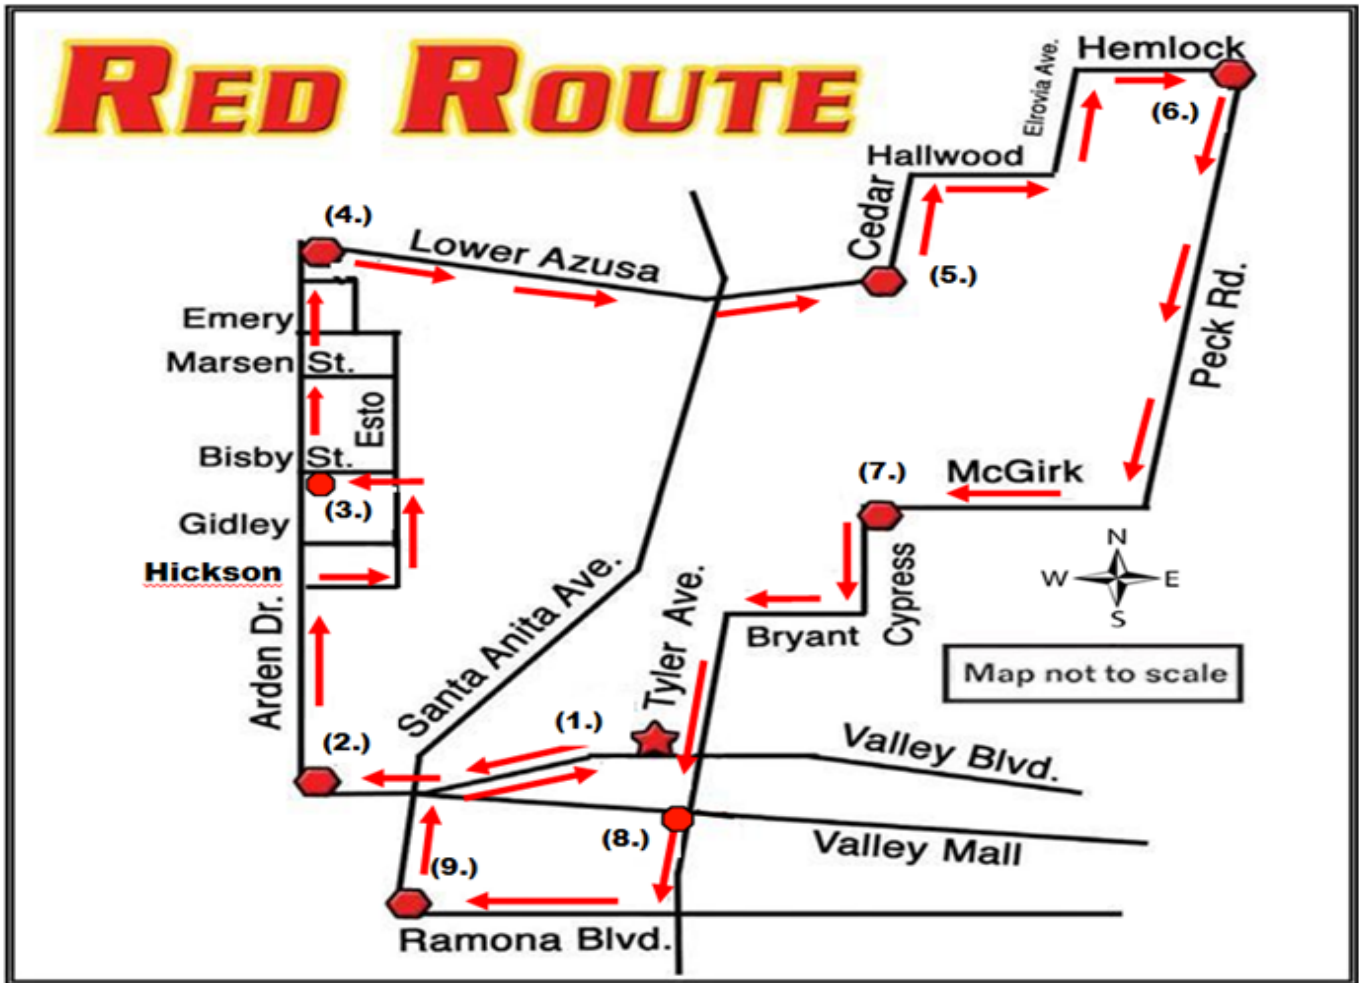 RED ROUTE
Hemlock
Elrovia Ave.
(6.)
Hallwood
Cedar
(4.)
Lower Azusa
(5.)
Peck Rd.
Emery
Marsen St.
Esto
Bisby St.
(3.)
Gidley
Hickson
(7.)
McGirk
N
W E
S
Cypress
Bryant
Map not to scale
Arden Dr.
Santa Anita Ave.
Tyler Ave.
(1.)
(2.)
Valley Blvd.
(8.)
Valley Mall
(9.)
Ramona Blvd.